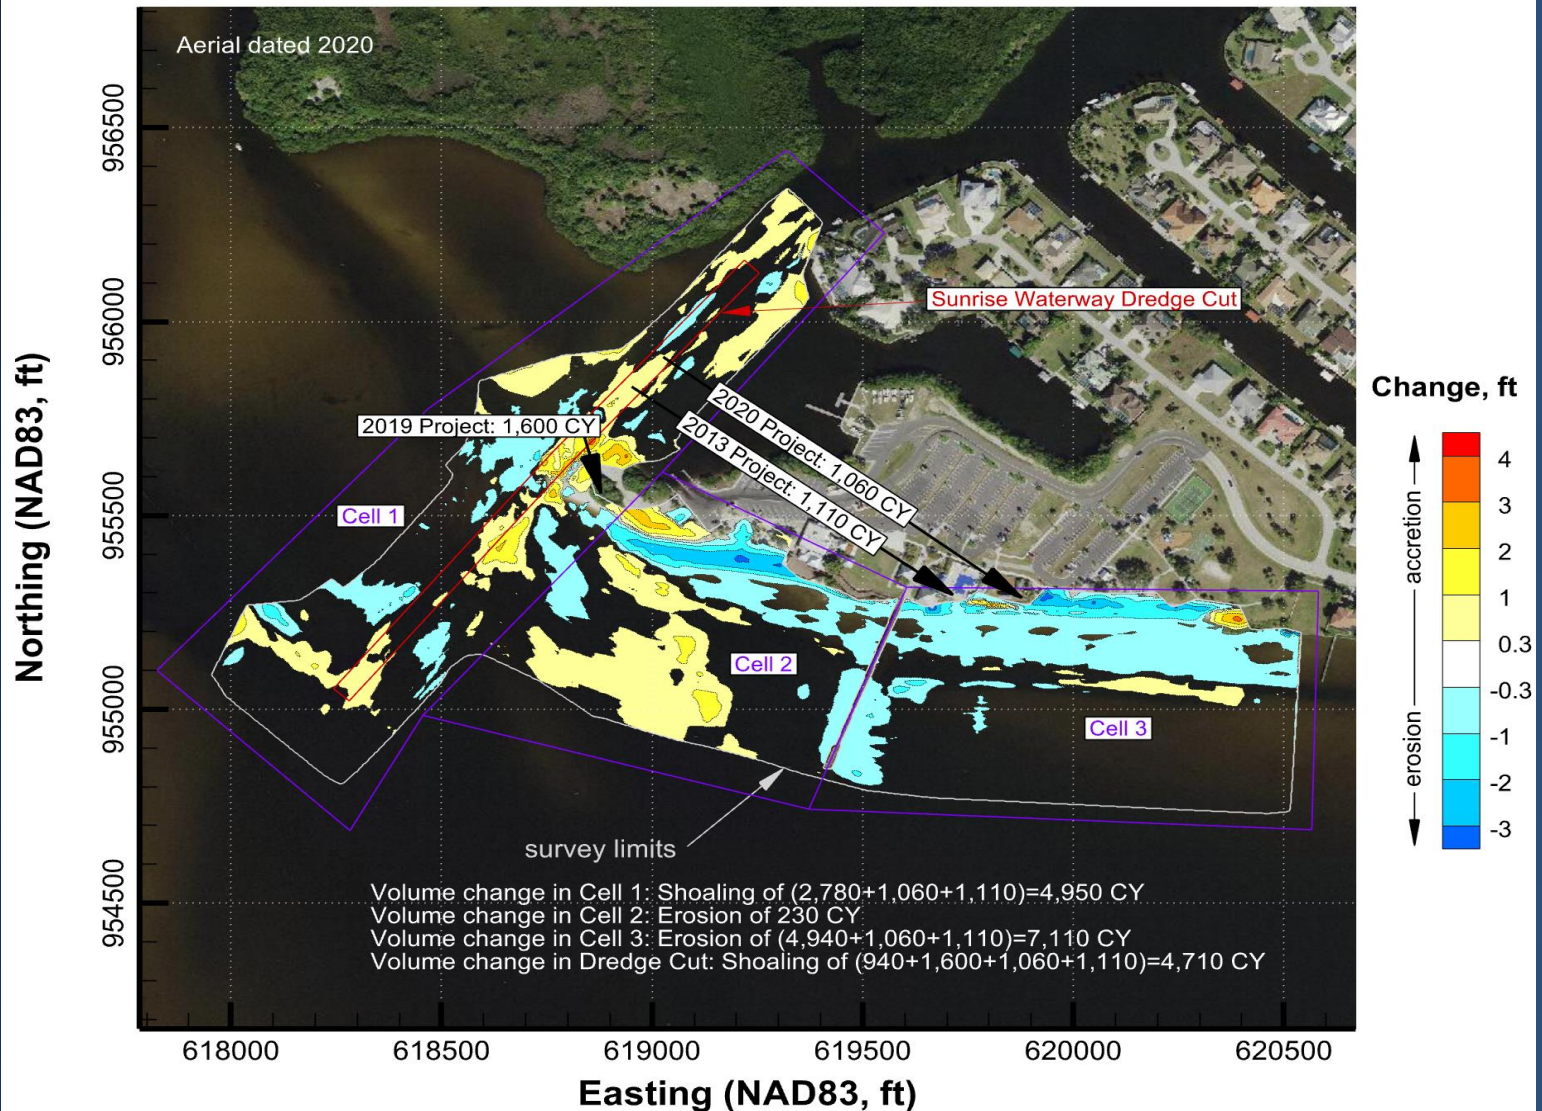 Aerial dated 2020
956500
956000
955500
955000
954500
Northing (NAD83, ft)
Sunrise Waterway Dredge Cut
2020 Project: 1,060 CY
2013 Project: 1,110 CY
2019 Project: 1,600 CY
Cell 1
Cell 2
Cell 3
survey limits
Volume change in Cell 1: Shoaling of (2,780+1,060+1,110)=4,950 CY
Volume change in Cell 2: Erosion of 230 CY
Volume change in Cell 3: Erosion of (4,940+1,060+1,110)=7,110 CY
Volume change in Dredge Cut: Shoaling of (940+1,600+1,060+1,110)=4,710 CY
618000
618500
619000
619500
620000
620500
Easting (NAD83, ft)
Change, ft
4
3
2
1
0.3
-0.3
-1
-2
-3
accretion
erosion